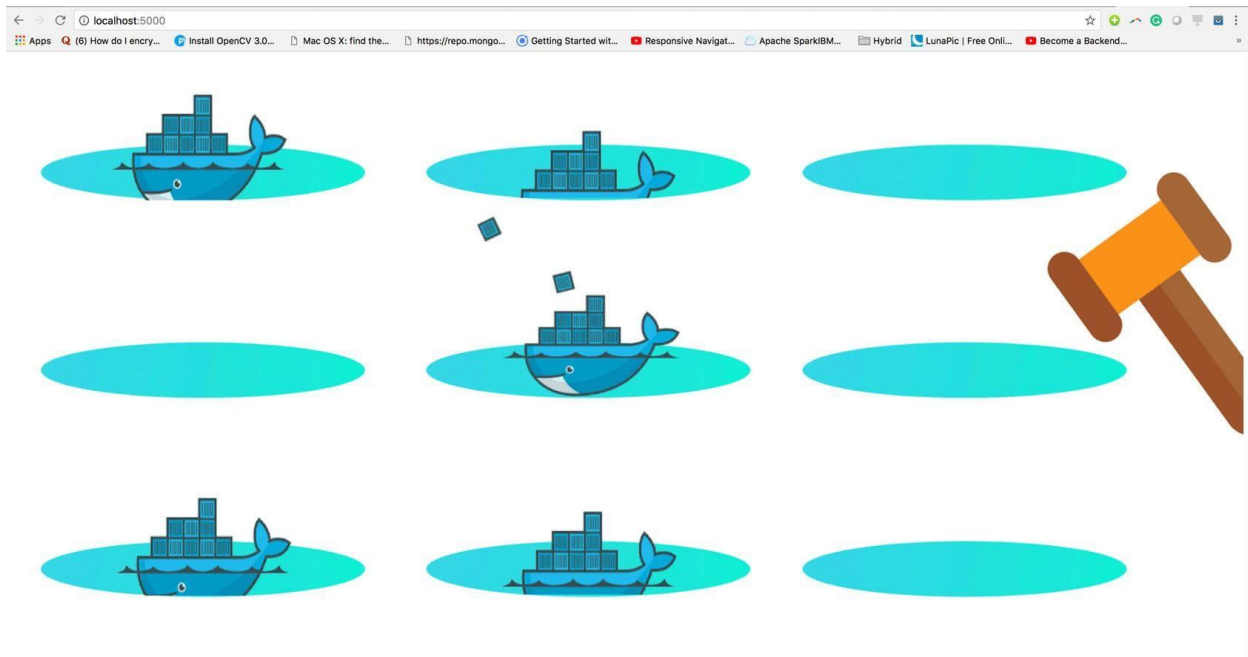 localhost:5000
Apps (6) How do I encry... Install OpenCV 3.0... Mac OS X: find the... https://repo.mongo... Getting Started wit... Responsive Navigat... Apache SparkIBM... Hybrid LunaPic | Free Onli... Become a Backend... »